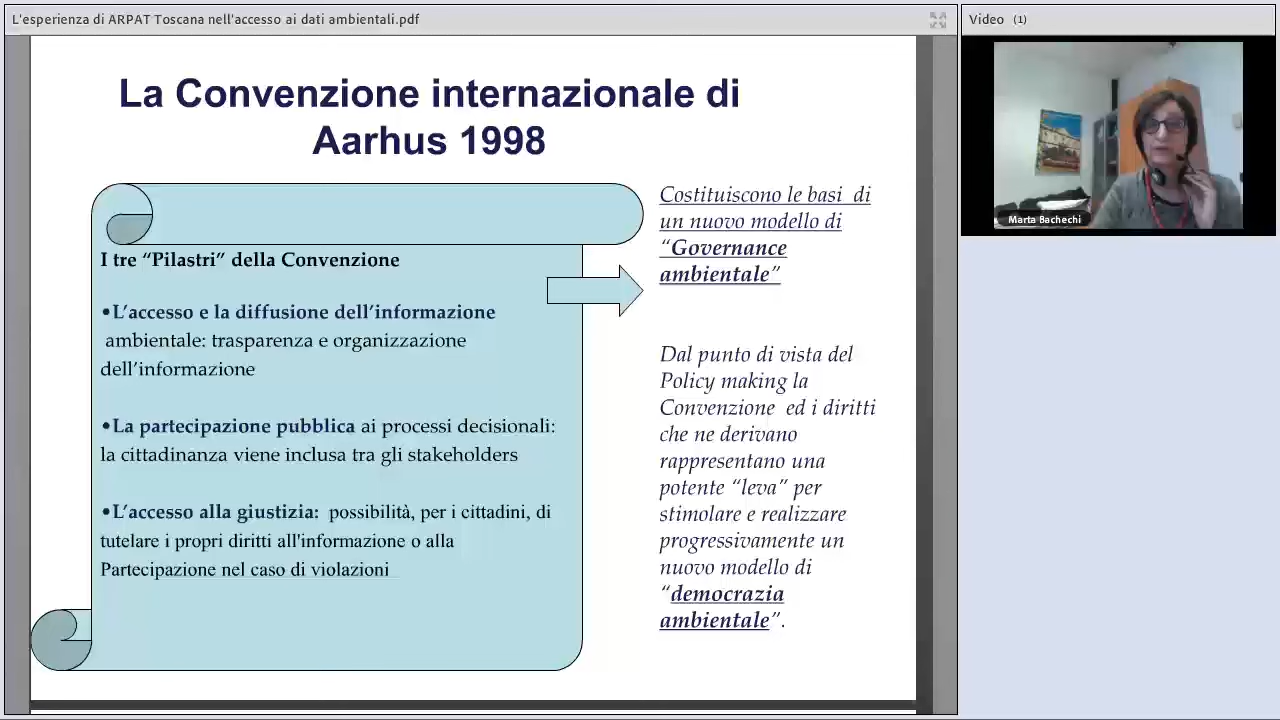 L'esperienza di ARPAT Toscana nell'accesso ai dati ambientali.pdf
Video (1)
Marta Bachechi
La Convenzione internazionale di
Aarhus 1998
I tre “Pilastri” della Convenzione
•L’accesso e la diffusione dell’informazione
ambientale: trasparenza e organizzazione
dell’informazione
•La partecipazione pubblica ai processi decisionali:
la cittadinanza viene inclusa tra gli stakeholders
•L’accesso alla giustizia: possibilità, per i cittadini, di
tutelare i propri diritti all'informazione o alla
Partecipazione nel caso di violazioni
Costituiscono le basi di
un nuovo modello di
“Governance
ambientale”
Dal punto di vista del
Policy making la
Convenzione ed i diritti
che ne derivano
rappresentano una
potente “leva” per
stimolare e realizzare
progressivamente un
nuovo modello di
“democrazia
ambientale”.